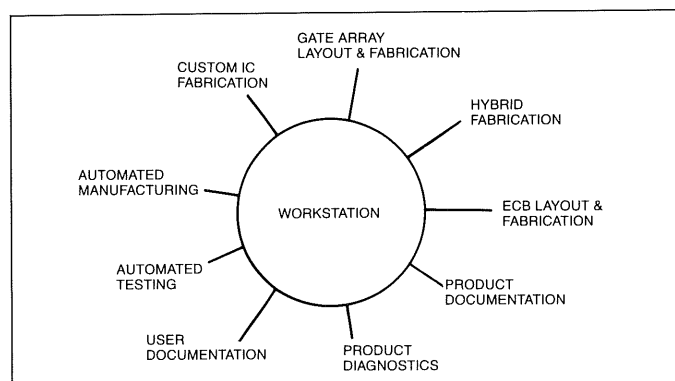 GATE ARRAY
LAYOUT & FABRICATION
CUSTOM IC
FABRICATION
HYBRID
FABRICATION
AUTOMATED
MANUFACTURING
WORKSTATION
ECB LAYOUT &
FABRICATION
AUTOMATED
TESTING
PRODUCT
DOCUMENTATION
USER
DOCUMENTATION
PRODUCT
DIAGNOSTICS